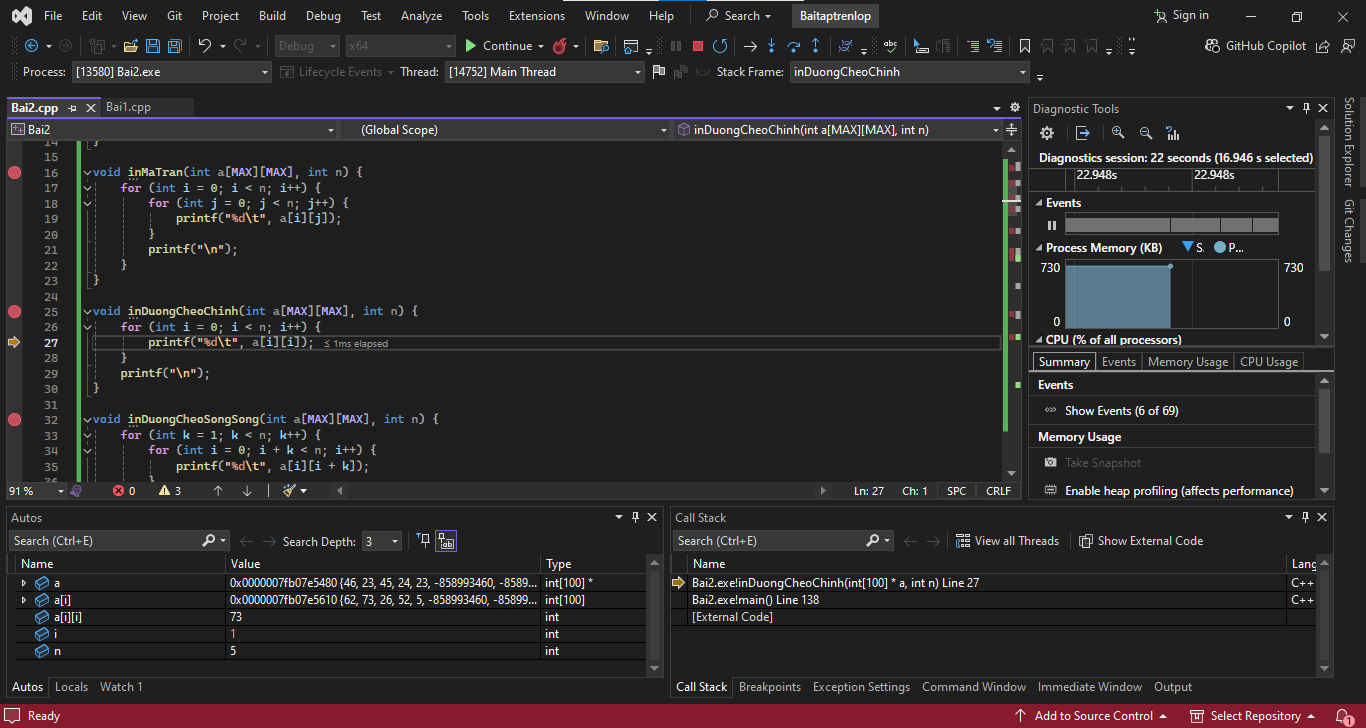 File Edit View Git Project Build Debug Test Analyze Tools Extensions Window Help Search Baitaptrenlop Sign in
Debug x64 Continue GitHub Copilot
Process: [13580] Bai2.exe Lifecycle Events Thread: [14752] Main Thread Stack Frame: inDuongCheoChinh
Bai2.cpp Bai1.cpp
Bai2 (Global Scope) inDuongCheoChinh(int a[MAX][MAX], int n)
14 }
15
16 void inMaTran(int a[MAX][MAX], int n) {
17 for (int i = 0; i < n; i++) {
18 for (int j = 0; j < n; j++) {
19 printf("%d\t", a[i][j]);
20 }
21 printf("\n");
22 }
23 }
24
25 void inDuongCheoChinh(int a[MAX][MAX], int n) {
26 for (int i = 0; i < n; i++) {
27 printf("%d\t", a[i][i]); ≤ 1ms elapsed
28 }
29 printf("\n");
30 }
31
32 void inDuongCheoSongSong(int a[MAX][MAX], int n) {
33 for (int k = 1; k < n; k++) {
34 for (int i = 0; i + k < n; i++) {
35 printf("%d\t", a[i][i + k]);
36 }
91 % 0 3 Ln: 27 Ch: 1 SPC CRLF
Diagnostic Tools
Diagnostics session: 22 seconds (16.946 s selected)
22.948s 22.948s
Events
Process Memory (KB) S. P...
730 730
0 0
CPU (% of all processors)
Summary Events Memory Usage CPU Usage
Events
Show Events (6 of 69)
Memory Usage
Take Snapshot
Enable heap profiling (affects performance)
Solution Explorer
Git Changes
Autos
Search (Ctrl+E) Search Depth: 3
Name Value Type
a 0x0000007fb07e5480 {46, 23, 45, 24, 23, -858993460, -8589... int[100] *
a[i] 0x0000007fb07e5610 {62, 73, 26, 52, 5, -858993460, -85899... int[100]
a[i][i] 73 int
i 1 int
n 5 int
Autos Locals Watch 1
Call Stack
Search (Ctrl+E) View all Threads Show External Code
Name Lang
Bai2.exe!inDuongCheoChinh(int[100] * a, int n) Line 27 C++
Bai2.exe!main() Line 138 C++
[External Code]
Call Stack Breakpoints Exception Settings Command Window Immediate Window Output
Ready Add to Source Control Select Repository 1